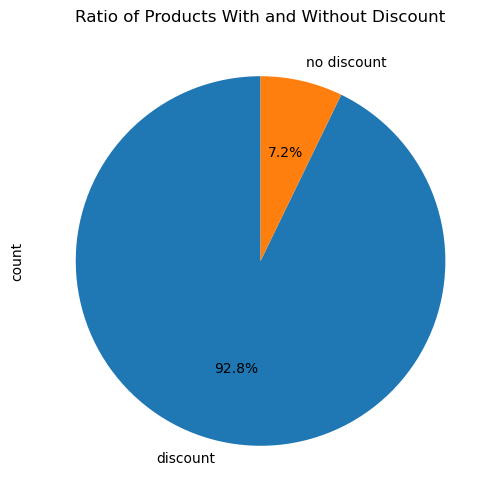 Ratio of Products With and Without Discount
no discount
7.2%
count
92.8%
discount